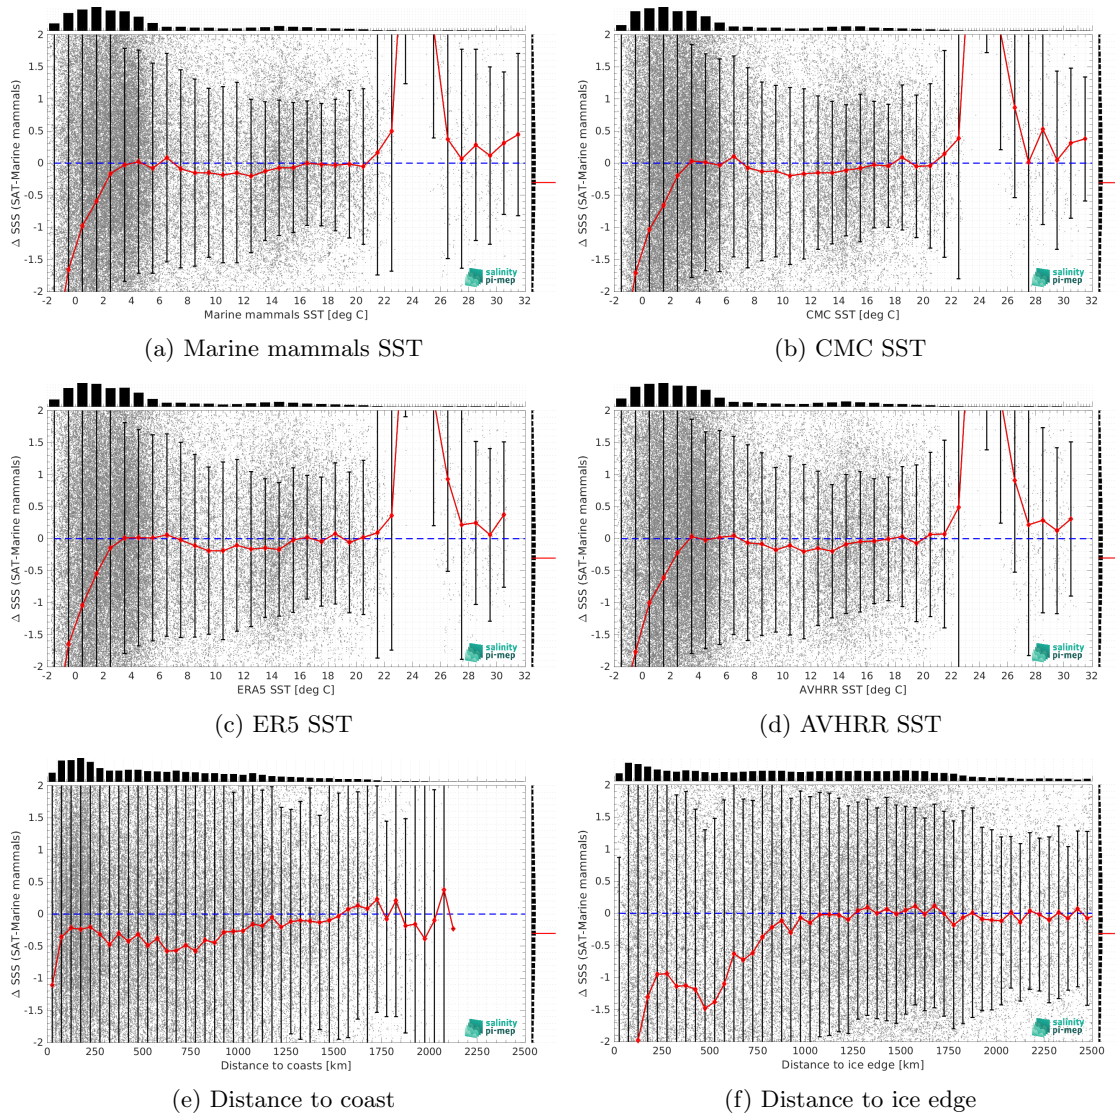 2
1.5
1
0.5
0
-0.5
-1
-1.5
-2
Δ SSS (SAT-Marine mammals)
-2 0 2 4 6 8 10 12 14 16 18 20 22 24 26 28 30 32
Marine mammals SST [deg C]
salinity
pi-mep
(a) Marine mammals SST
2
1.5
1
0.5
0
-0.5
-1
-1.5
-2
Δ SSS (SAT-Marine mammals)
-2 0 2 4 6 8 10 12 14 16 18 20 22 24 26 28 30 32
CMC SST [deg C]
salinity
pi-mep
(b) CMC SST
2
1.5
1
0.5
0
-0.5
-1
-1.5
-2
Δ SSS (SAT-Marine mammals)
-2 0 2 4 6 8 10 12 14 16 18 20 22 24 26 28 30 32
ERA5 SST [deg C]
salinity
pi-mep
(c) ER5 SST
2
1.5
1
0.5
0
-0.5
-1
-1.5
-2
Δ SSS (SAT-Marine mammals)
-2 0 2 4 6 8 10 12 14 16 18 20 22 24 26 28 30 32
AVHRR SST [deg C]
salinity
pi-mep
(d) AVHRR SST
2
1.5
1
0.5
0
-0.5
-1
-1.5
-2
Δ SSS (SAT-Marine mammals)
0 250 500 750 1000 1250 1500 1750 2000 2250 2500
Distance to coasts [km]
salinity
pi-mep
(e) Distance to coast
2
1.5
1
0.5
0
-0.5
-1
-1.5
-2
Δ SSS (SAT-Marine mammals)
0 250 500 750 1000 1250 1500 1750 2000 2250 2500
Distance to ice edge [km]
salinity
pi-mep
(f) Distance to ice edge